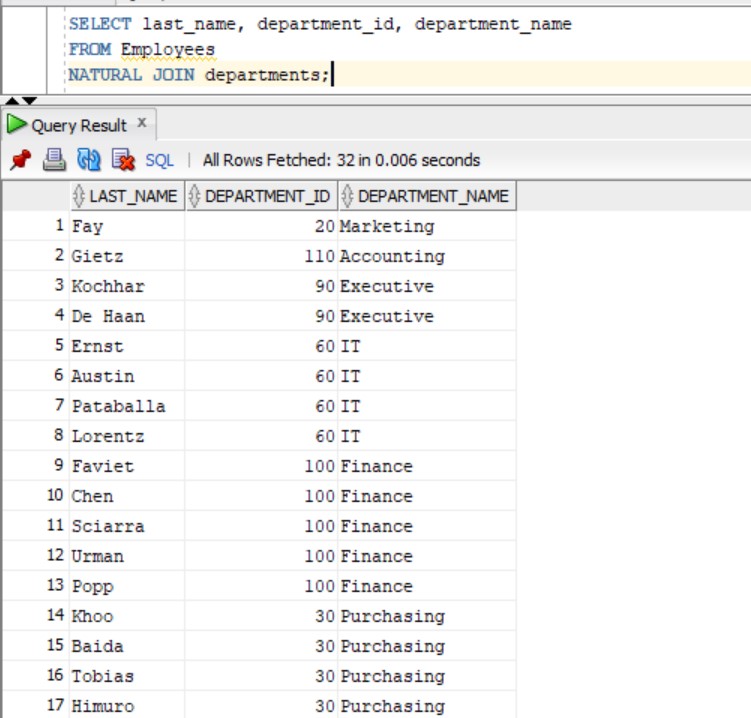 SELECT last_name, department_id, department_name
FROM Employees
NATURAL JOIN departments;
Query Result x
SQL | All Rows Fetched: 32 in 0.006 seconds
LAST_NAME DEPARTMENT_ID DEPARTMENT_NAME
1 Fay 20 Marketing
2 Gietz 110 Accounting
3 Kochhar 90 Executive
4 De Haan 90 Executive
5 Ernst 60 IT
6 Austin 60 IT
7 Pataballa 60 IT
8 Lorentz 60 IT
9 Faviet 100 Finance
10 Chen 100 Finance
11 Sciarra 100 Finance
12 Urman 100 Finance
13 Popp 100 Finance
14 Khoo 30 Purchasing
15 Baida 30 Purchasing
16 Tobias 30 Purchasing
17 Himuro 30 Purchasing